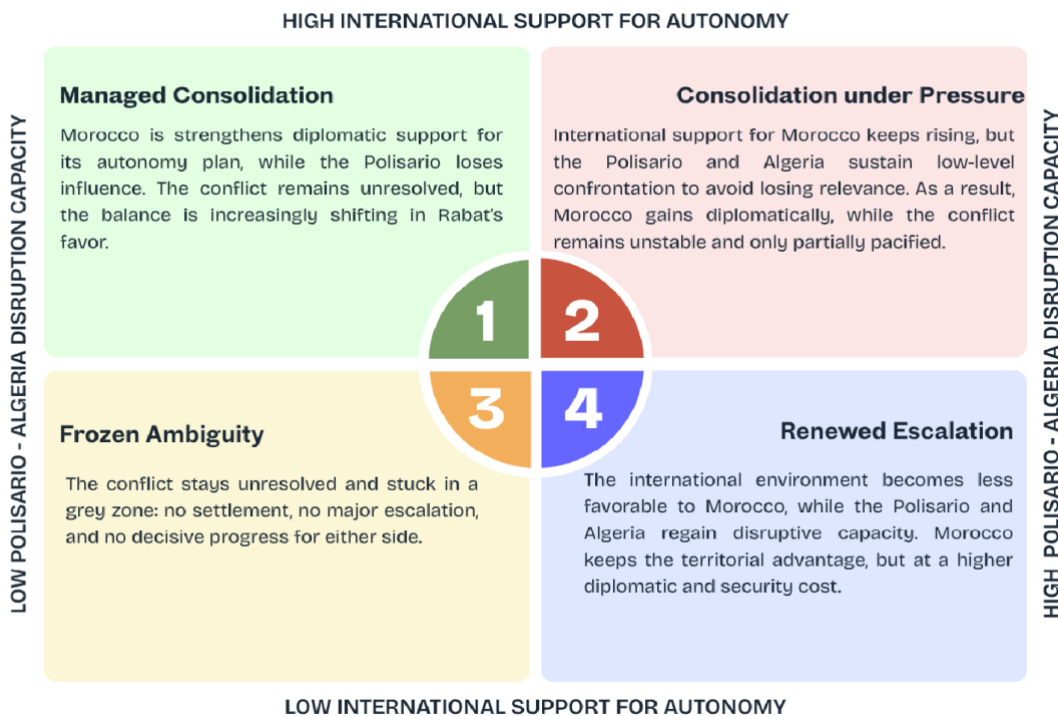 HIGH INTERNATIONAL SUPPORT FOR AUTONOMY
LOW POLISARIO - ALGERIA DISRUPTION CAPACITY
Managed Consolidation
Morocco is strengthens diplomatic support for
its autonomy plan, while the Polisario loses
influence. The conflict remains unresolved, but
the balance is increasingly shifting in Rabat's
favor.
Consolidation under Pressure
International support for Morocco keeps rising, but
the Polisario and Algeria sustain low-level
confrontation to avoid losing relevance. As a result,
Morocco gains diplomatically, while the conflict
remains unstable and only partially pacified.
HIGH POLISARIO - ALGERIA DISRUPTION CAPACITY
1
2
3
4
Frozen Ambiguity
The conflict stays unresolved and stuck in a
grey zone: no settlement, no major escalation,
and no decisive progress for either side.
Renewed Escalation
The international environment becomes less
favorable to Morocco, while the Polisario and
Algeria regain disruptive capacity. Morocco
keeps the territorial advantage, but at a higher
diplomatic and security cost.
LOW INTERNATIONAL SUPPORT FOR AUTONOMY